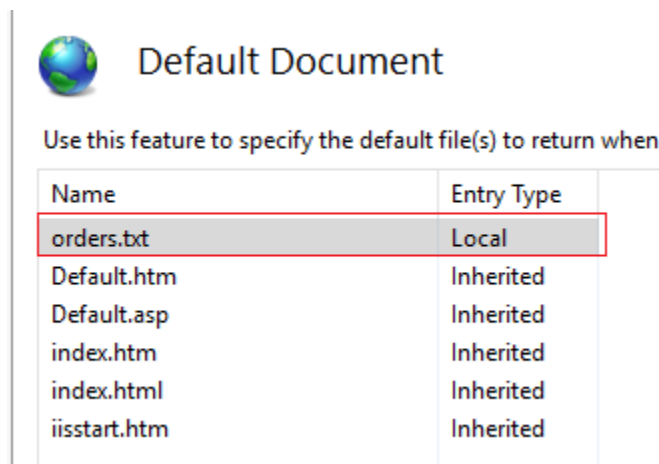 Default Document
Use this feature to specify the default file(s) to return when
Name Entry Type
orders.txt Local
Default.htm Inherited
Default.asp Inherited
index.htm Inherited
index.html Inherited
iisstart.htm Inherited